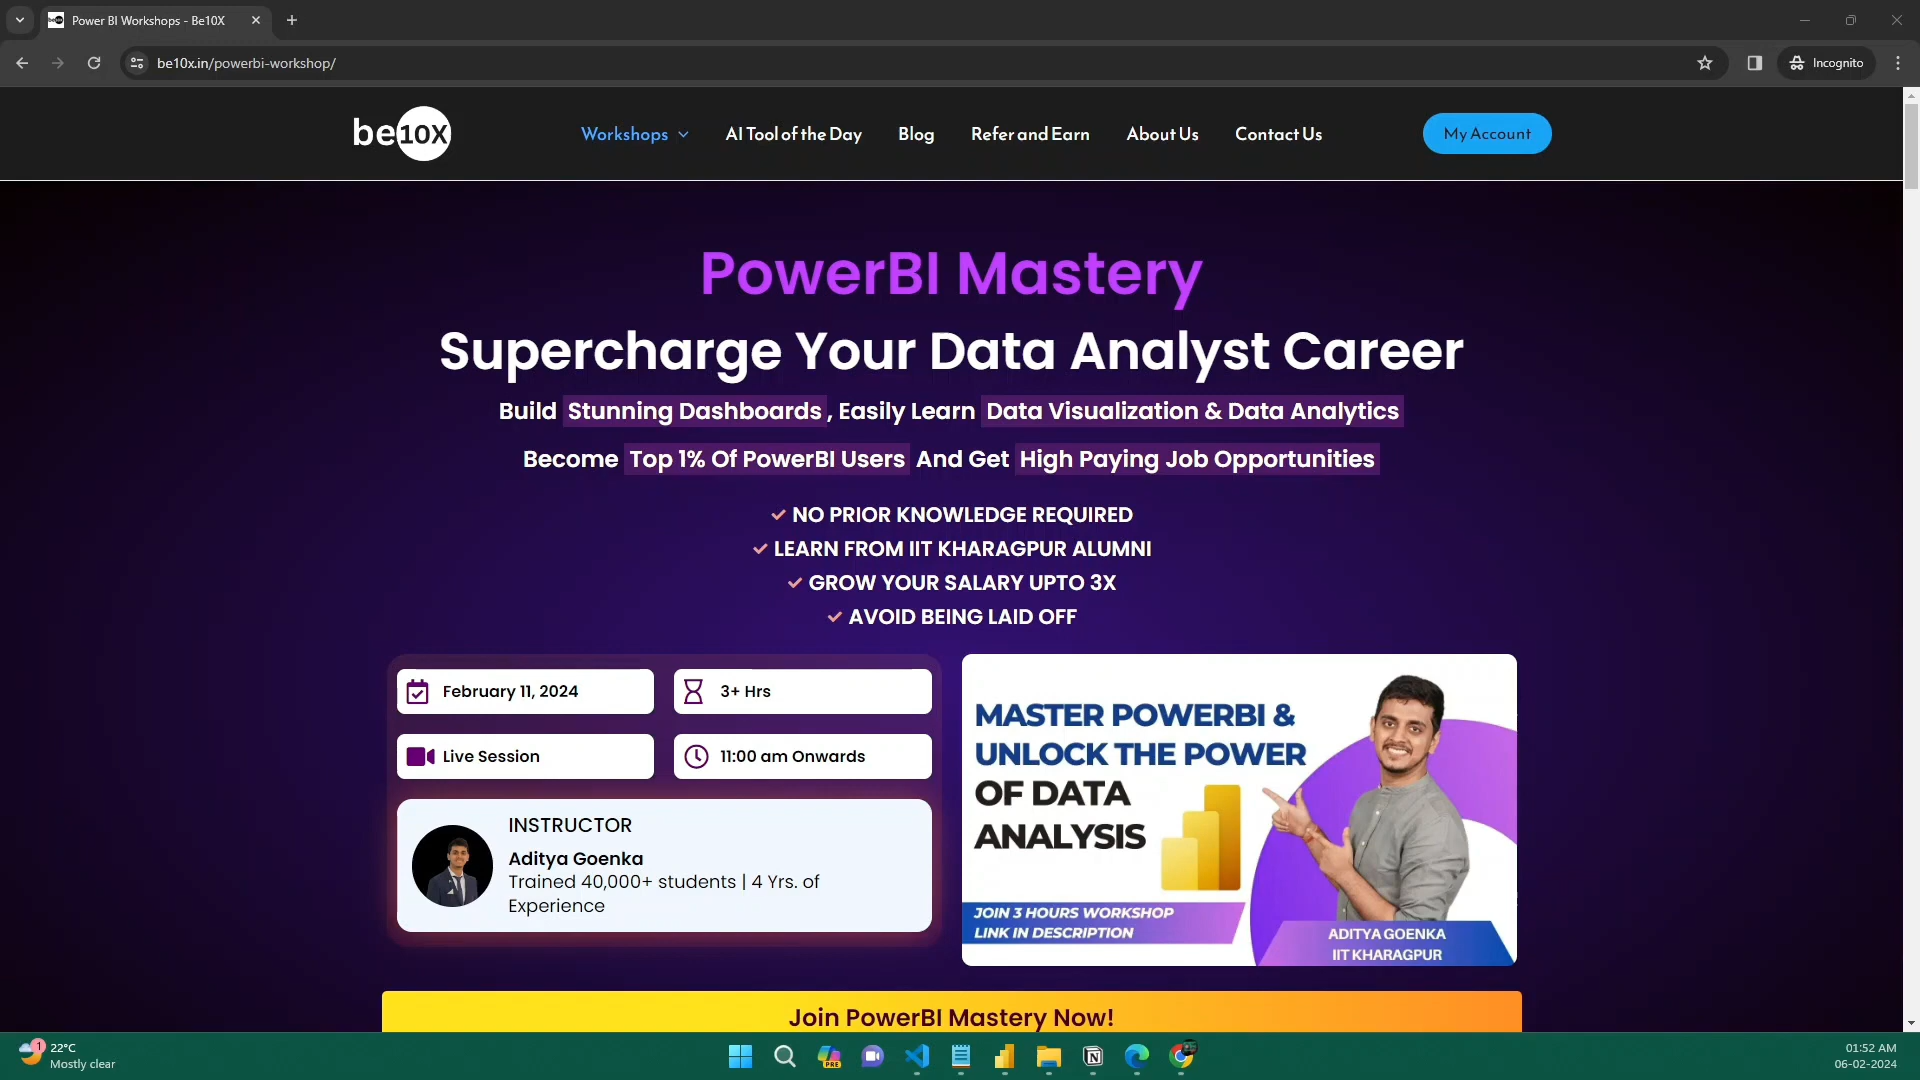 Power BI Workshops - Be10X
be10x.in/powerbi-workshop/
Incognito
be10X
Workshops
AI Tool of the Day
Blog
Refer and Earn
About Us
Contact Us
My Account
PowerBI Mastery
Supercharge Your Data Analyst Career
Build Stunning Dashboards , Easily Learn Data Visualization & Data Analytics
Become Top 1% Of PowerBI Users And Get High Paying Job Opportunities
NO PRIOR KNOWLEDGE REQUIRED
LEARN FROM IIT KHARAGPUR ALUMNI
GROW YOUR SALARY UPTO 3X
AVOID BEING LAID OFF
February 11, 2024
3+ Hrs
Live Session
11:00 am Onwards
INSTRUCTOR
Aditya Goenka
Trained 40,000+ students | 4 Yrs. of
Experience
MASTER POWERBI &
UNLOCK THE POWER
OF DATA
ANALYSIS
JOIN 3 HOURS WORKSHOP
LINK IN DESCRIPTION
ADITYA GOENKA
IIT KHARAGPUR
Join PowerBI Mastery Now!
1
22°C
Mostly clear
PRE
01:52 AM
06-02-2024